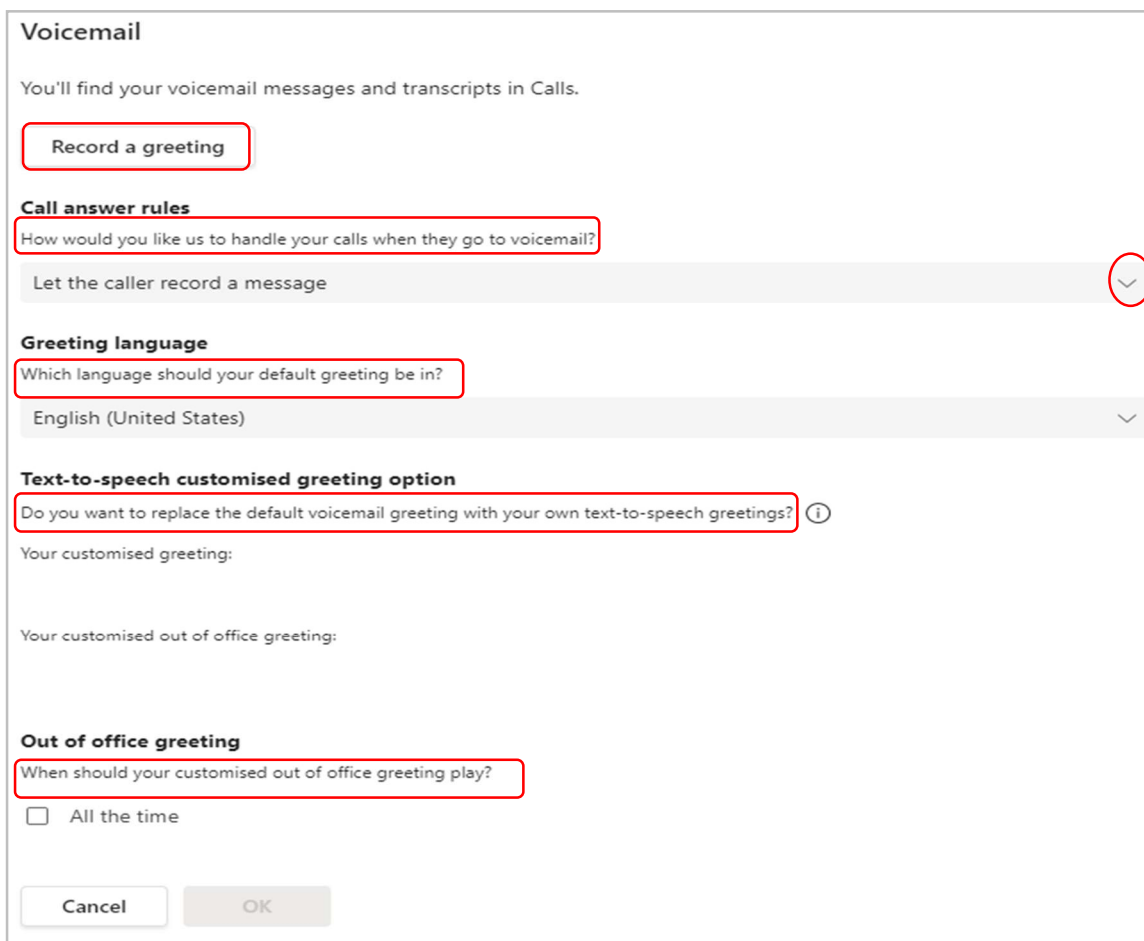 Voicemail
You'll find your voicemail messages and transcripts in Calls.
Record a greeting
Call answer rules
How would you like us to handle your calls when they go to voicemail?
Let the caller record a message
Greeting language
Which language should your default greeting be in?
English (United States)
Text-to-speech customised greeting option
Do you want to replace the default voicemail greeting with your own text-to-speech greetings?
Your customised greeting:
Your customised out of office greeting:
Out of office greeting
When should your customised out of office greeting play?
All the time
Cancel OK